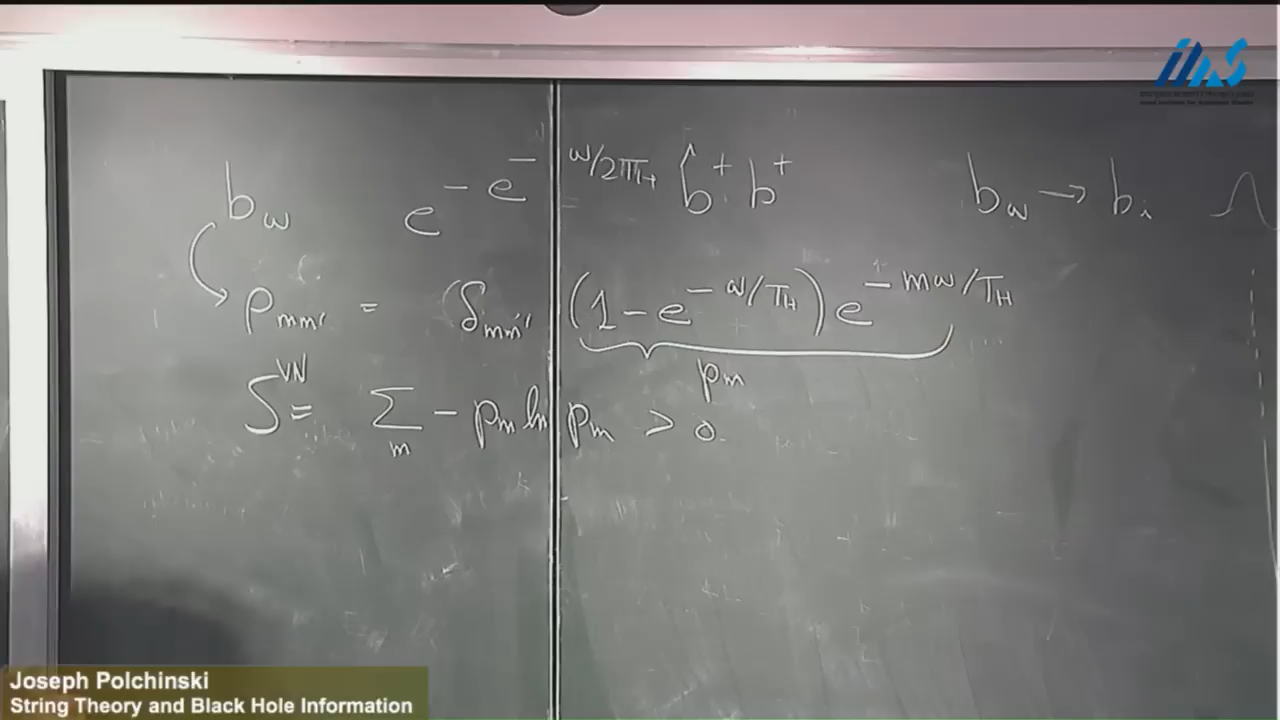 b_ω e^{-e^{-ω/2T_H} b̂^+ b^+} b_ω → b_i
ρ_{mm'} = δ_{mm'} (1 - e^{-ω/T_H}) e^{-mω/T_H}
p_m
S^{VN} = Σ_m - p_m ln p_m > 0
Joseph Polchinski
String Theory and Black Hole Information